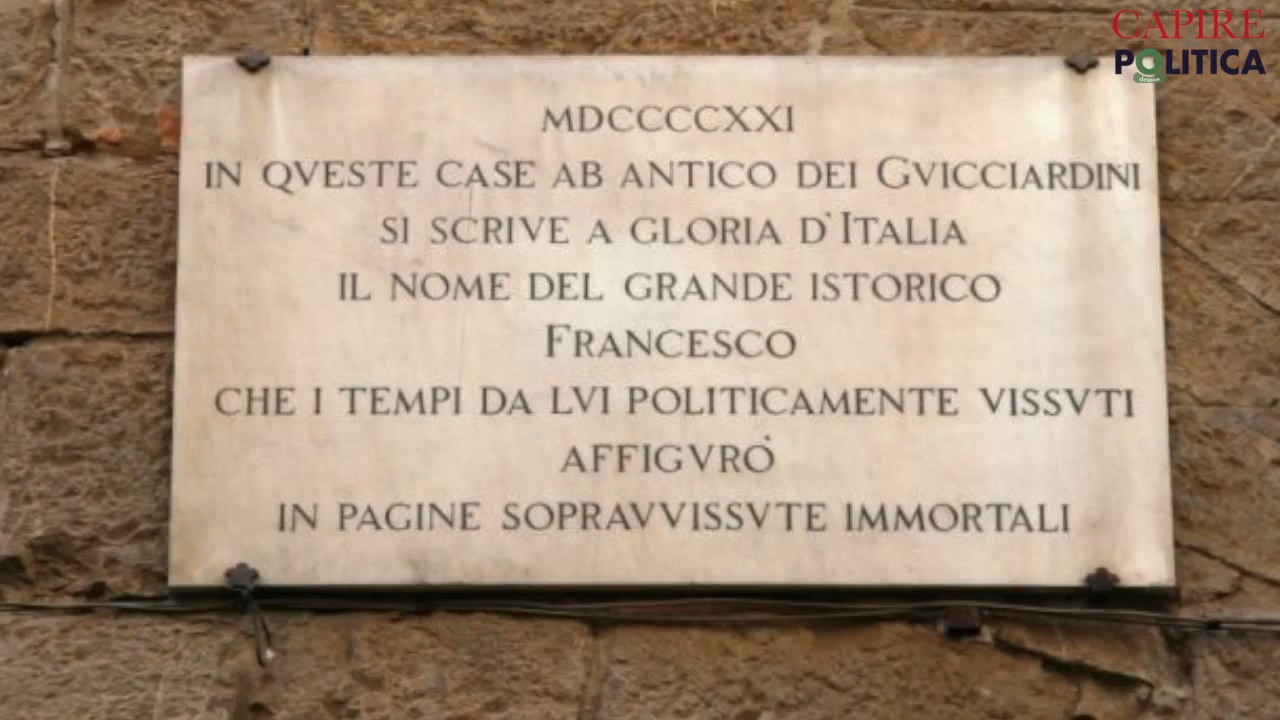 CAPIRE
POLITICA
dessus
MDCCCCXXI
IN QVESTE CASE AB ANTICO DEI GVICCIARDINI
SI SCRIVE A GLORIA D'ITALIA
IL NOME DEL GRANDE ISTORICO
FRANCESCO
CHE I TEMPI DA LVI POLITICAMENTE VISSVTI
AFFIGVRÒ
IN PAGINE SOPRAVVISSVTE IMMORTALI